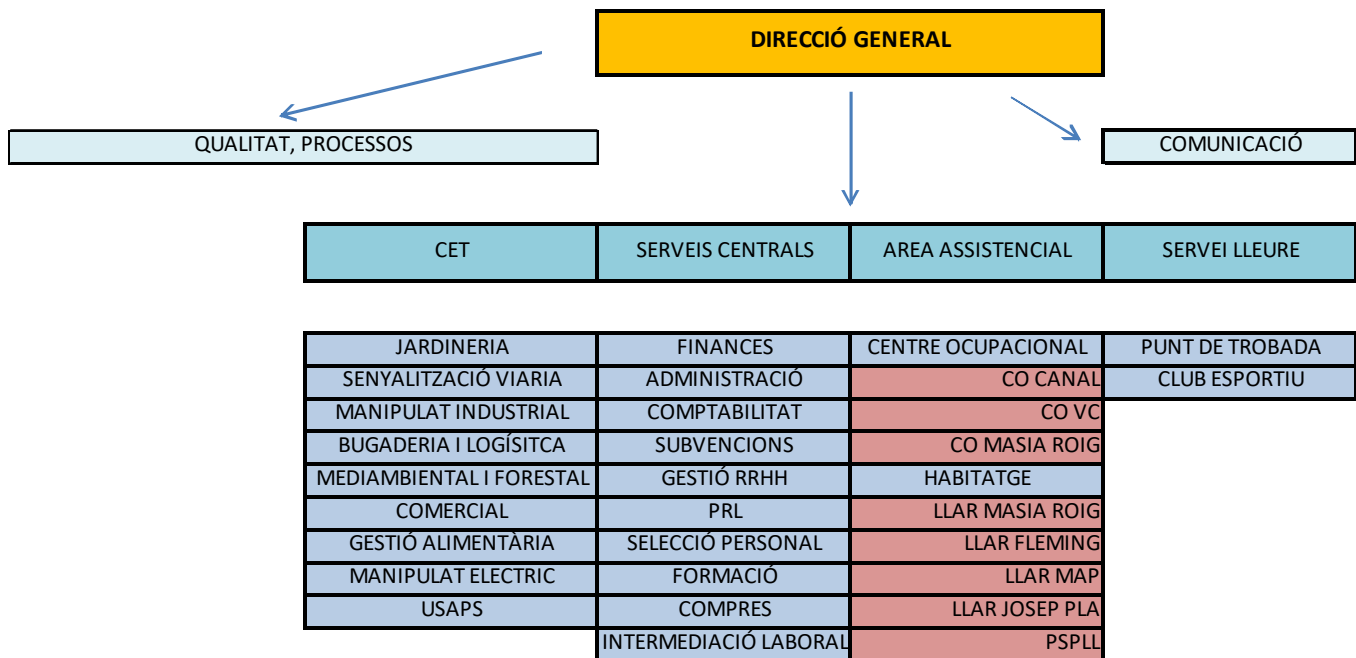 DIRECCIÓ GENERAL
QUALITAT, PROCESSOS
COMUNICACIÓ
CET
SERVEIS CENTRALS
AREA ASSISTENCIAL
SERVEI LLEURE
JARDINERIA
FINANCES
CENTRE OCUPACIONAL
PUNT DE TROBADA
SENYALITZACIÓ VIARIA
ADMINISTRACIÓ
CO CANAL
CLUB ESPORTIU
MANIPULAT INDUSTRIAL
COMPTABILITAT
CO VC
BUGADERIA I LOGÍSITCA
SUBVENCIONS
CO MASIA ROIG
MEDIAMBIENTAL I FORESTAL
GESTIÓ RRHH
HABITATGE
COMERCIAL
PRL
LLAR MASIA ROIG
GESTIÓ ALIMENTÀRIA
SELECCIÓ PERSONAL
LLAR FLEMING
MANIPULAT ELECTRIC
FORMACIÓ
LLAR MAP
USAPS
COMPRES
LLAR JOSEP PLA
INTERMEDIACIÓ LABORAL
PSPLL